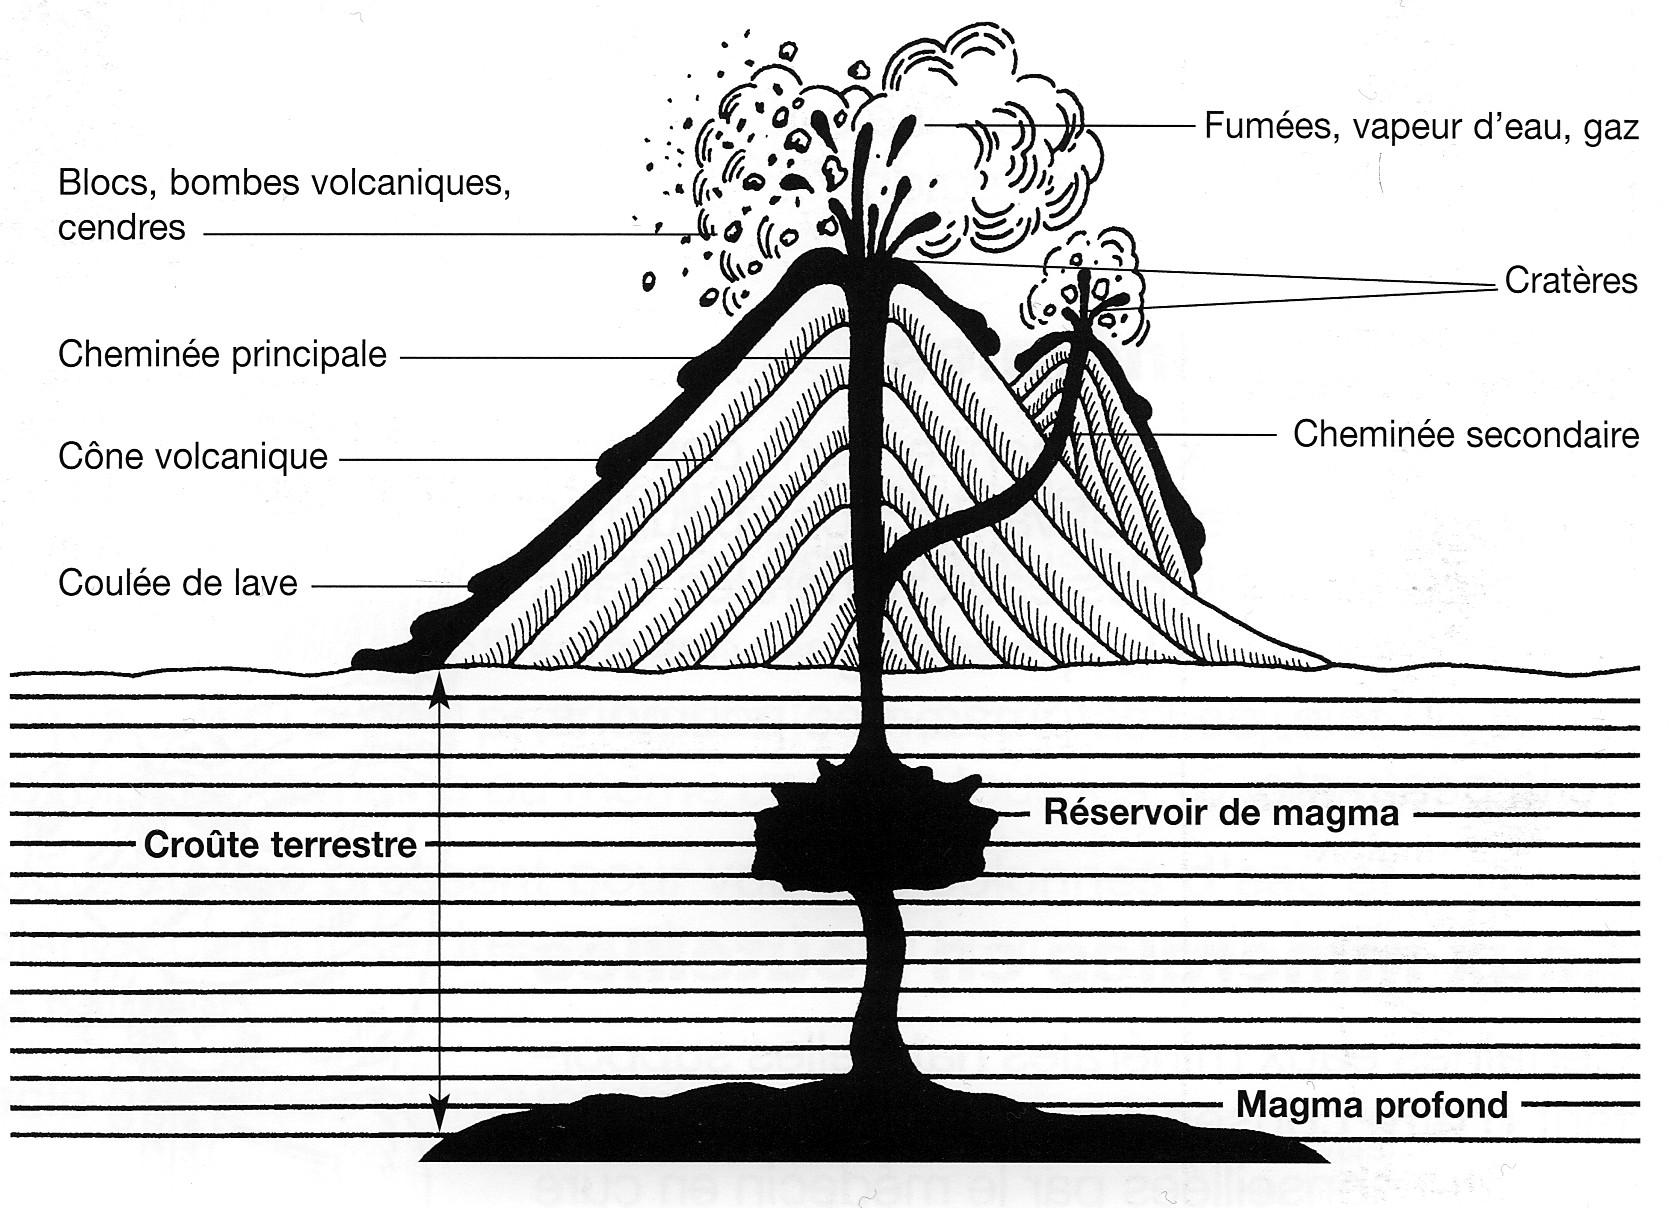 Fumées, vapeur d'eau, gaz
Blocs, bombes volcaniques,
cendres
Cratères
Cheminée principale
Cheminée secondaire
Cône volcanique
Coulée de lave
Réservoir de magma
Croûte terrestre
Magma profond